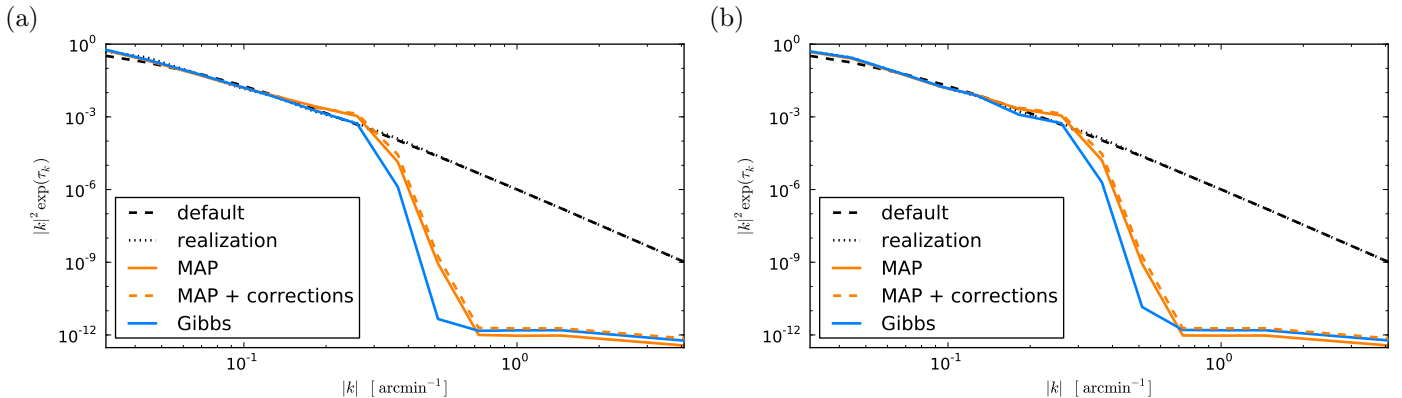 (a)
10^0
10^{-3}
10^{-6}
10^{-9}
10^{-12}
|k|^2 exp(τ_k)
default
realization
MAP
MAP + corrections
Gibbs
10^{-1}
10^0
|k| [ arcmin^{-1}]
(b)
10^0
10^{-3}
10^{-6}
10^{-9}
10^{-12}
|k|^2 exp(τ_k)
default
realization
MAP
MAP + corrections
Gibbs
10^{-1}
10^0
|k| [ arcmin^{-1}]